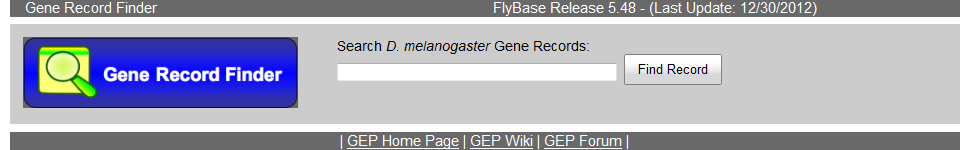 Gene Record Finder FlyBase Release 5.48 - (Last Update: 12/30/2012)
Search D. melanogaster Gene Records:
Gene Record Finder Find Record
| GEP Home Page | GEP Wiki | GEP Forum |